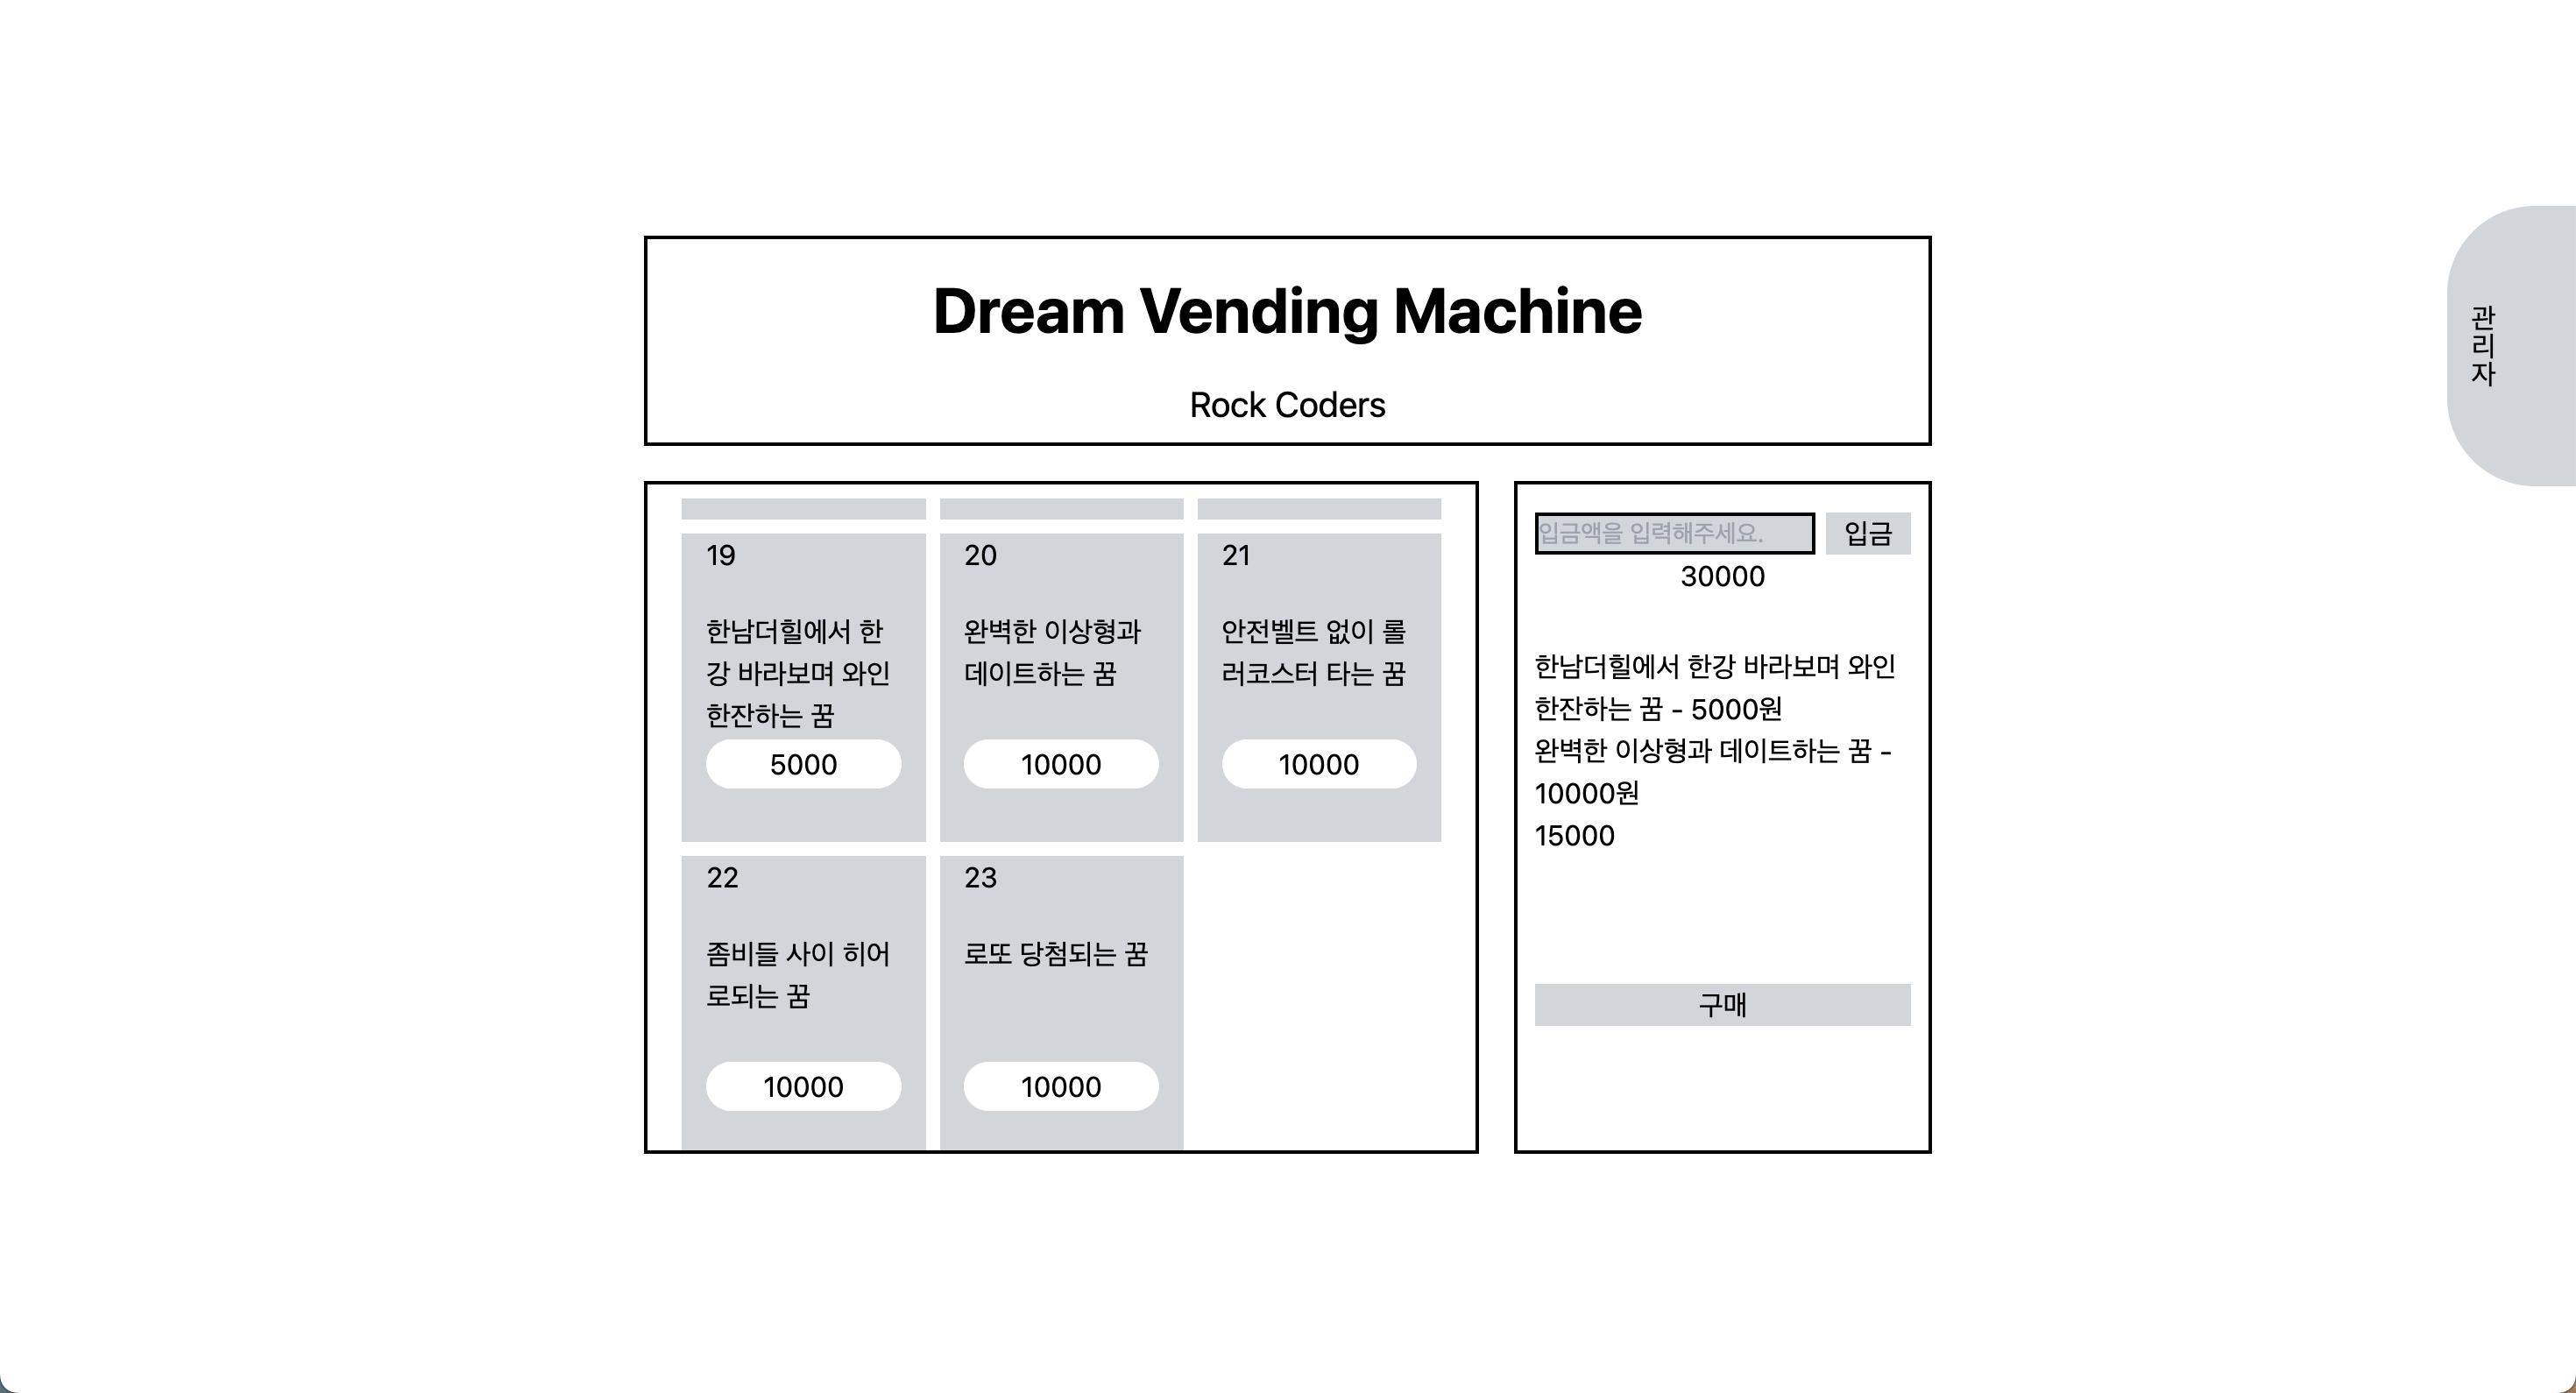 Dream Vending Machine
Rock Coders
관리자
19
한남더힐에서 한
강 바라보며 와인
한잔하는 꿈
5000
20
완벽한 이상형과
데이트하는 꿈
10000
21
안전벨트 없이 롤
러코스터 타는 꿈
10000
22
좀비들 사이 히어
로되는 꿈
10000
23
로또 당첨되는 꿈
10000
입금액을 입력해주세요.
입금
30000
한남더힐에서 한강 바라보며 와인
한잔하는 꿈 - 5000원
완벽한 이상형과 데이트하는 꿈 -
10000원
15000
구매